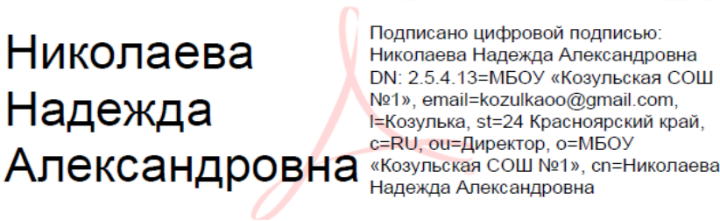 Николаева
Надежда
Александровна
Подписано цифровой подписью:
Николаева Надежда Александровна
DN: 2.5.4.13=МБОУ «Козульская СОШ
№1», email=kozulkaoo@gmail.com,
l=Козулька, st=24 Красноярский край,
c=RU, ou=Директор, o=МБОУ
«Козульская СОШ №1», cn=Николаева
Надежда Александровна